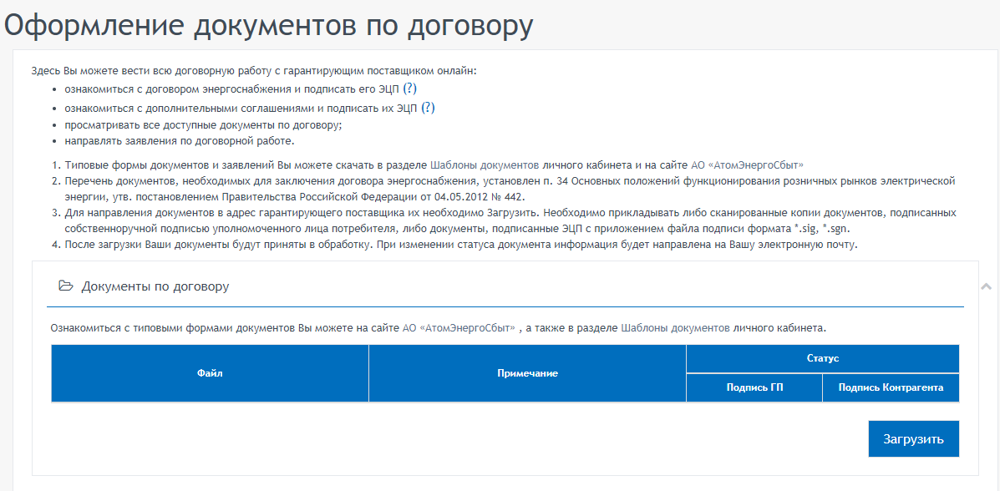 Оформление документов по договору
Здесь Вы можете вести всю договорную работу с гарантирующим поставщиком онлайн:
• ознакомиться с договором энергоснабжения и подписать его ЭЦП (?)
• ознакомиться с дополнительными соглашениями и подписать их ЭЦП (?)
• просматривать все доступные документы по договору;
• направлять заявления по договорной работе.
1. Типовые формы документов и заявлений Вы можете скачать в разделе Шаблоны документов личного кабинета и на сайте АО «АтомЭнергоСбыт»
2. Перечень документов, необходимых для заключения договора энергоснабжения, установлен п. 34 Основных положений функционирования розничных рынков электрической
энергии, утв. постановлением Правительства Российской Федерации от 04.05.2012 № 442.
3. Для направления документов в адрес гарантирующего поставщика их необходимо Загрузить. Необходимо прикладывать либо сканированные копии документов, подписанных
собственноручной подписью уполномоченного лица потребителя, либо документы, подписанные ЭЦП с приложением файла подписи формата *.sig, *.sgn.
4. После загрузки Ваши документы будут приняты в обработку. При изменении статуса документа информация будет направлена на Вашу электронную почту.
Документы по договору
Ознакомиться с типовыми формами документов Вы можете на сайте АО «АтомЭнергоСбыт» , а также в разделе Шаблоны документов личного кабинета.
Файл
Примечание
Статус
Подпись ГП
Подпись Контрагента
Загрузить